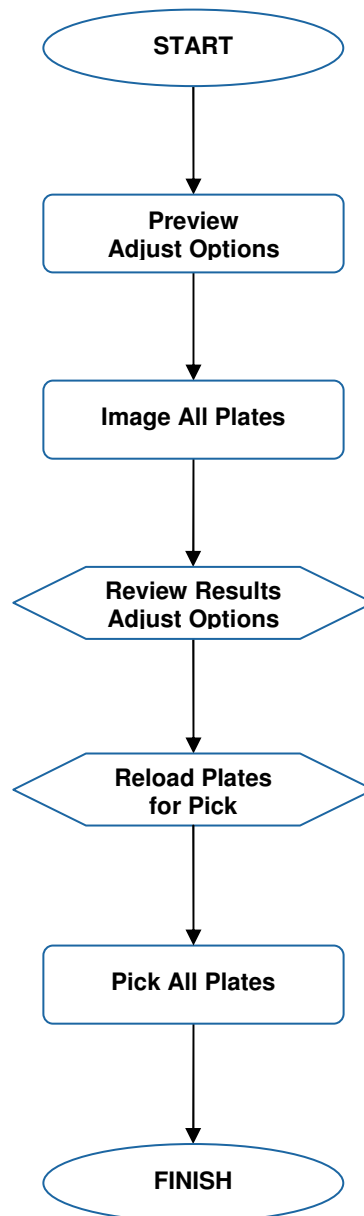 START
Preview
Adjust Options
Image All Plates
Review Results
Adjust Options
Reload Plates
for Pick
Pick All Plates
FINISH